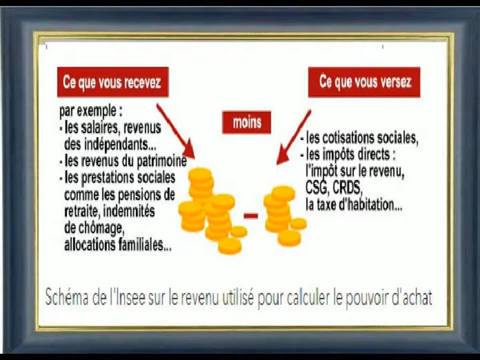 Ce que vous recevez
par exemple :
- les salaires, revenus
des indépendants...
- les revenus du patrimoine
- les prestations sociales
comme les pensions de
retraite, indemnités
de chômage,
allocations familiales...
moins
Ce que vous versez
- les cotisations sociales,
- les impôts directs :
l'impôt sur le revenu,
CSG, CRDS,
la taxe d'habitation...
Schéma de l'Insee sur le revenu utilisé pour calculer le pouvoir d'achat